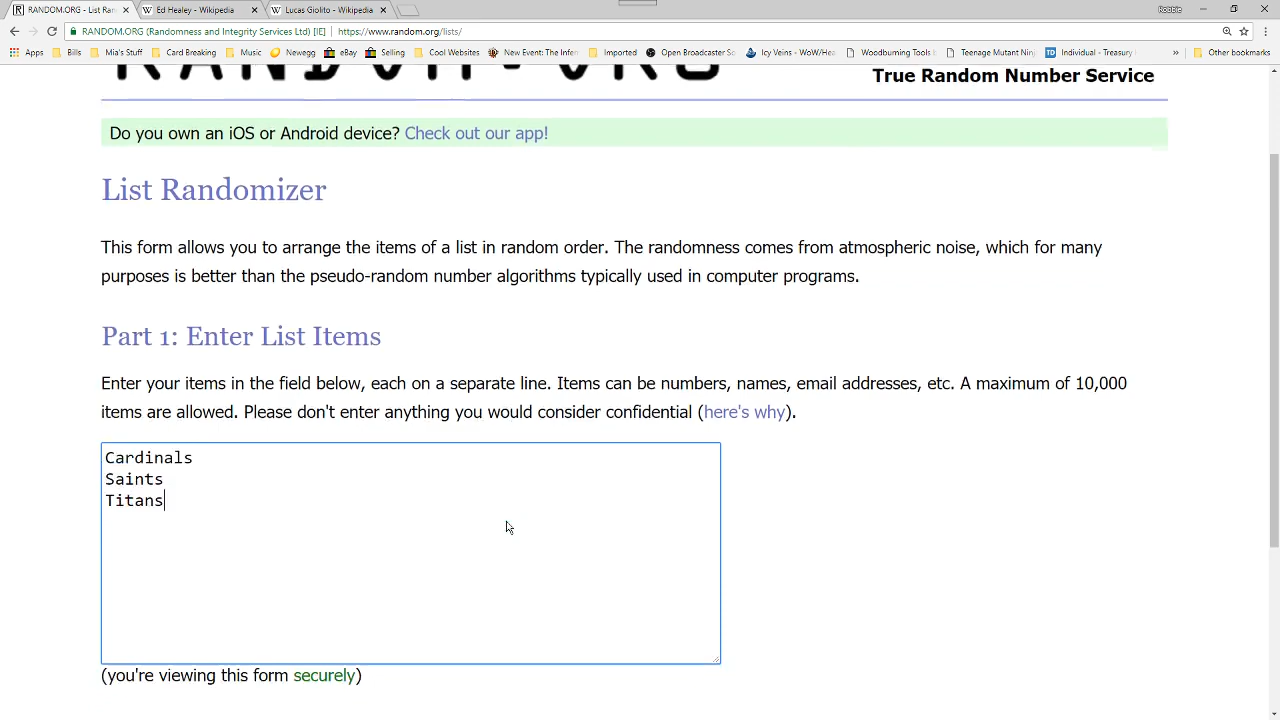 RANDOM.ORG - List Ran
Ed Healey - Wikipedia
Lucas Giolito - Wikipedia
Robbie
RANDOM.ORG (Randomness and Integrity Services Ltd) [IE]
https://www.random.org/lists/
Apps
Bills
Mia's Stuff
Card Breaking
Music
Newegg
eBay
Selling
Cool Websites
New Event: The Infer
Imported
Open Broadcaster So
Icy Veins - WoW/Hea
Woodburning Tools
Teenage Mutant Ninj
Individual - Treasury
»
Other bookmarks
RANDOM.ORG
True Random Number Service
Do you own an iOS or Android device? Check out our app!
List Randomizer
This form allows you to arrange the items of a list in random order. The randomness comes from atmospheric noise, which for many
purposes is better than the pseudo-random number algorithms typically used in computer programs.
Part 1: Enter List Items
Enter your items in the field below, each on a separate line. Items can be numbers, names, email addresses, etc. A maximum of 10,000
items are allowed. Please don't enter anything you would consider confidential (here's why).
Cardinals
Saints
Titans
(you're viewing this form securely)